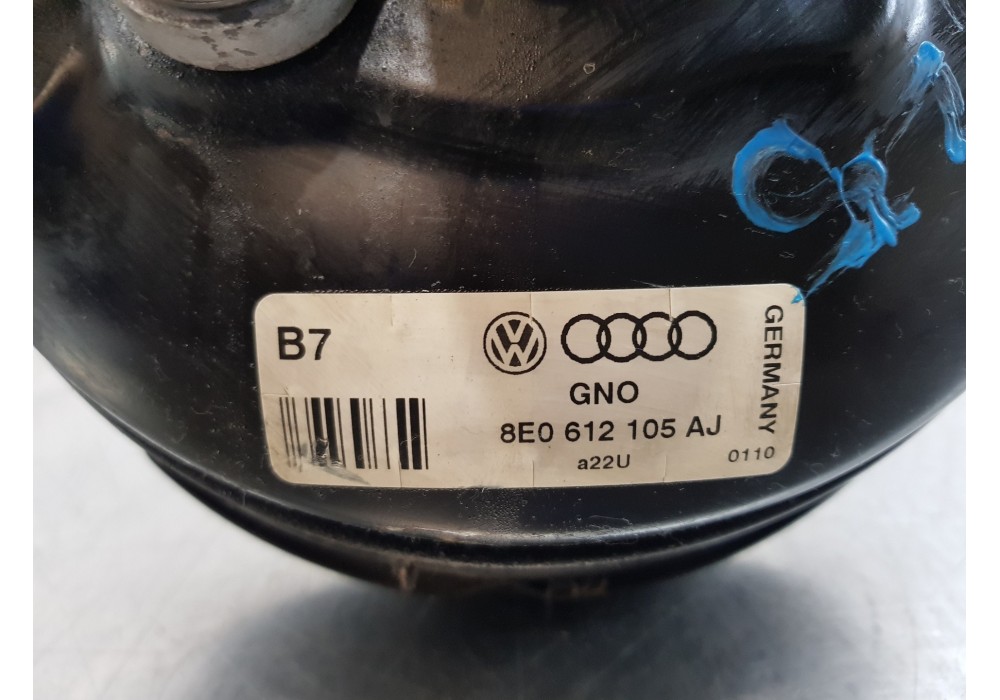 B7
GNO
8E0 612 105 AJ
a22U
0110
GERMANY